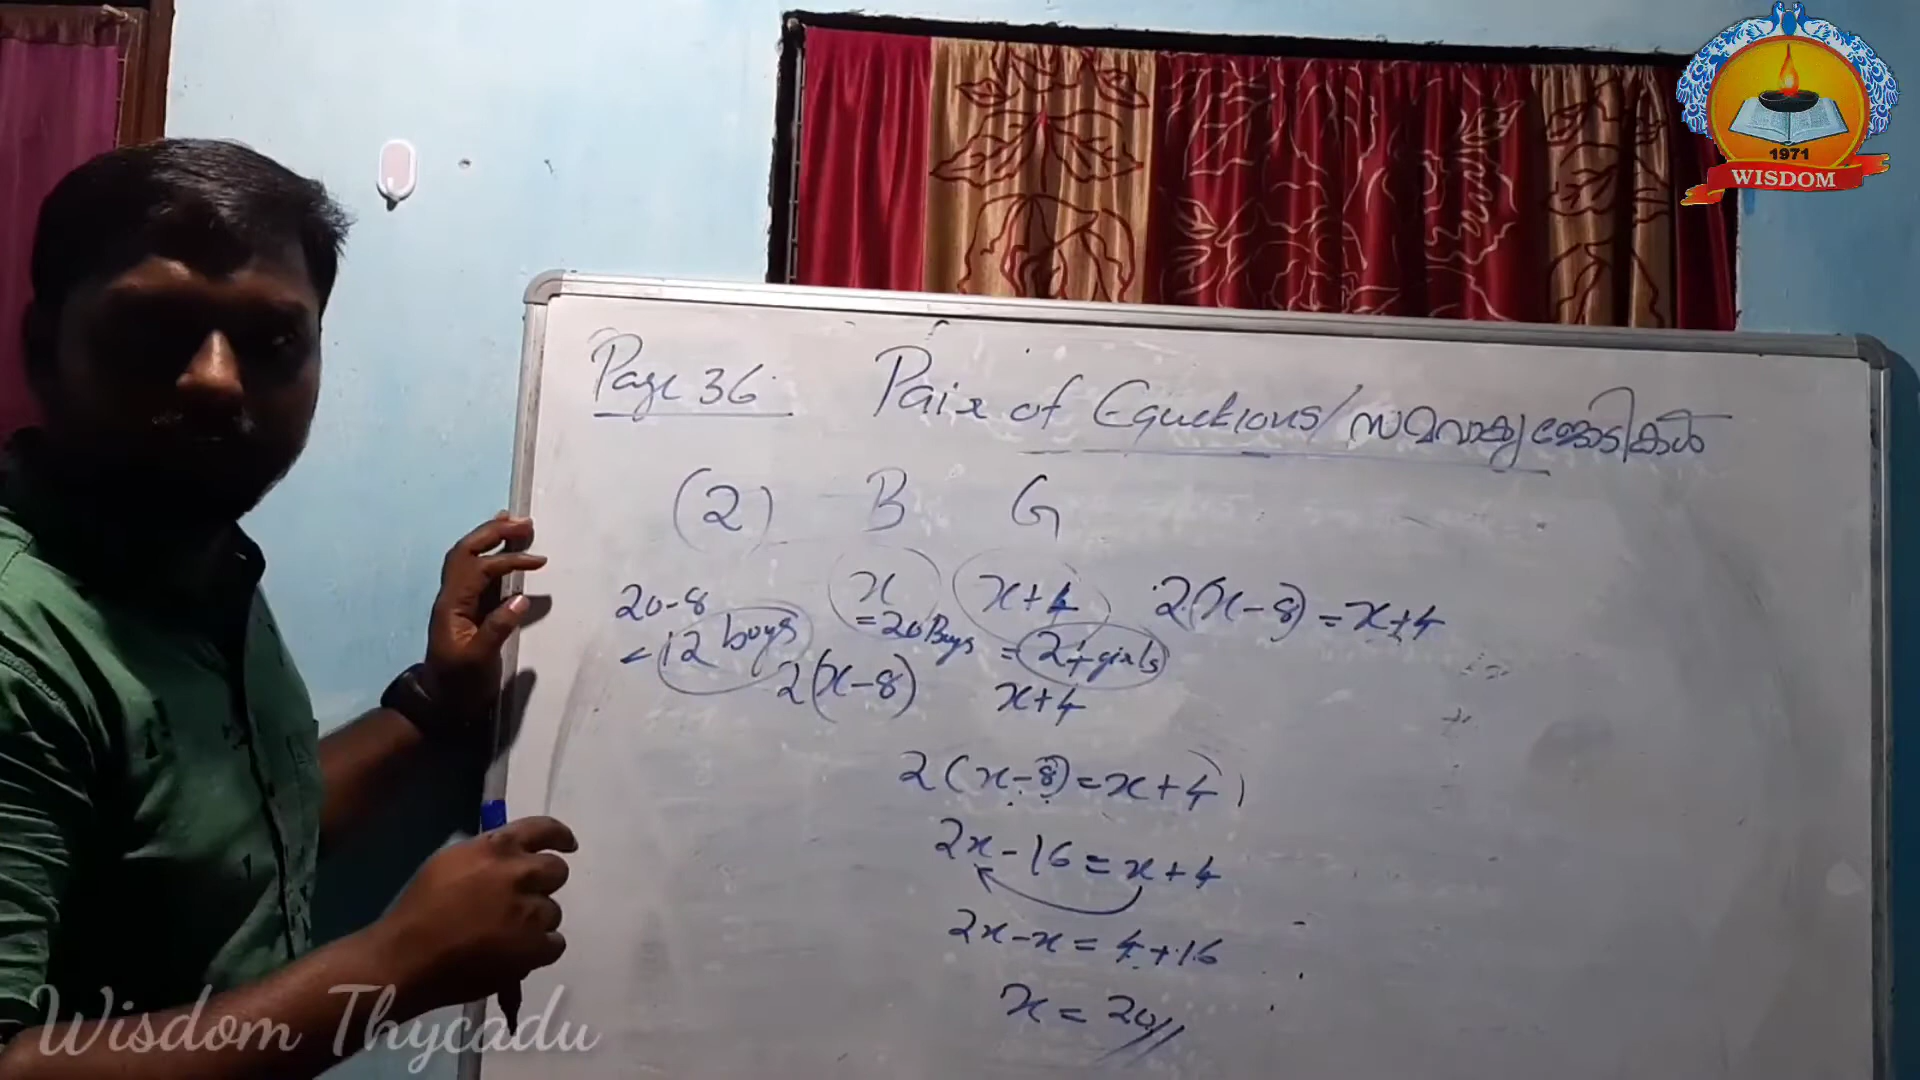 1971
WISDOM
Page 36 Pair of Equations/സമവാക്യജോടികൾ
(2) B G
x x+4 2(x-8)=x+4
20-8 =20 Boys =24 girls
=12 boys
2(x-8) x+4
2(x-8)=x+4
2x-16=x+4
2x-x=4+16
x=20//
Wisdom Thycadu